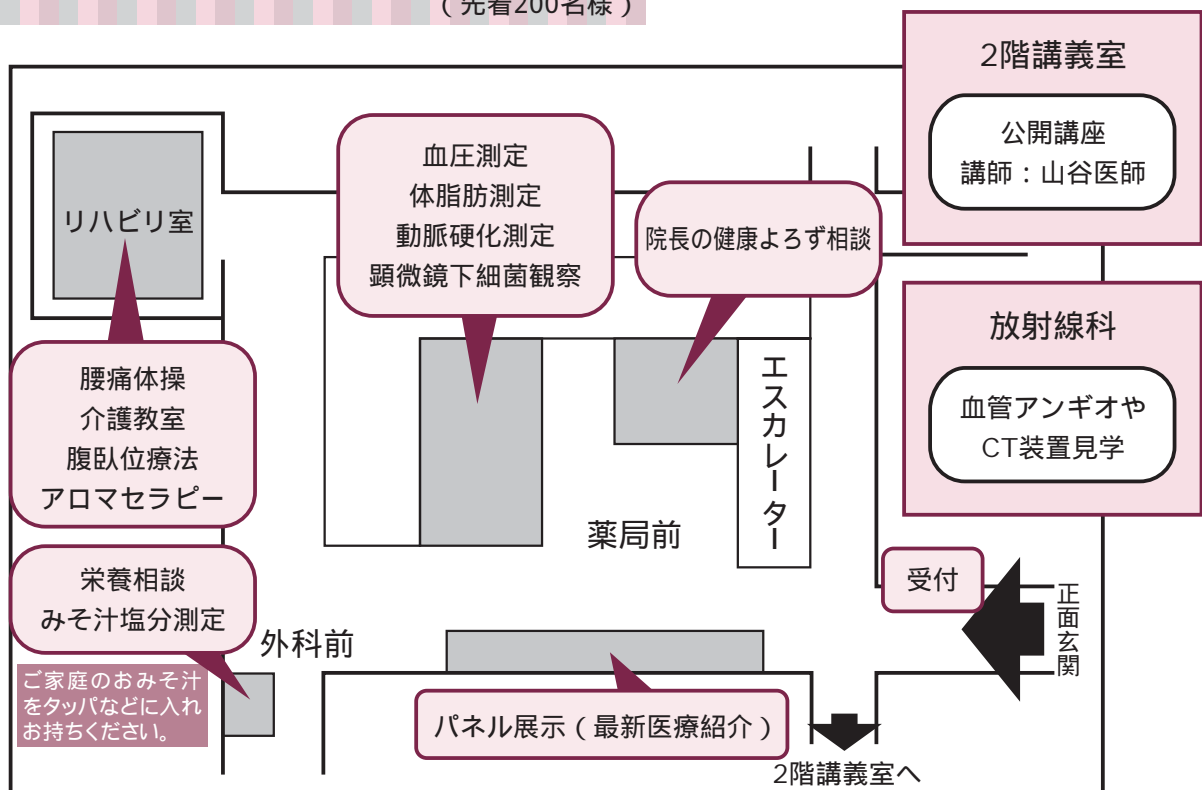 (先着200名様)
2階講義室
公開講座
講師:山谷医師
血圧測定
体脂肪測定
動脈硬化測定
顕微鏡下細菌観察
院長の健康よろず相談
リハビリ室
放射線科
血管アンギオや
CT装置見学
腰痛体操
介護教室
腹臥位療法
アロマセラピー
エスカレーター
薬局前
受付
正面玄関
栄養相談
みそ汁塩分測定
外科前
ご家庭のおみそ汁
をタッパなどに入れ
お持ちください。
パネル展示(最新医療紹介)
2階講義室へ